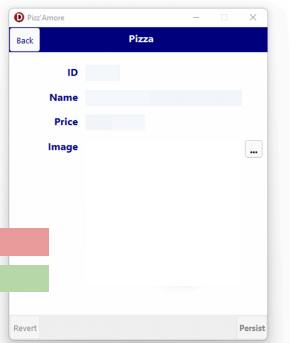 D Pizz'Amore
Back Pizza
ID
Name
Price
Image ...
Revert Persist